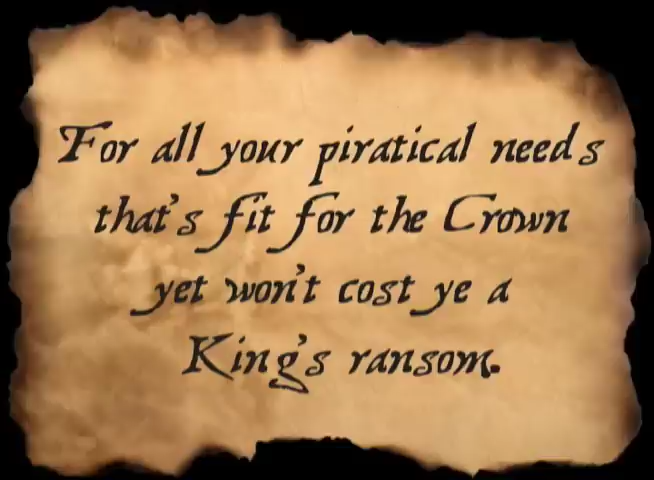 For all your piratical needs
that's fit for the Crown
yet won't cost ye a
King's ransom.